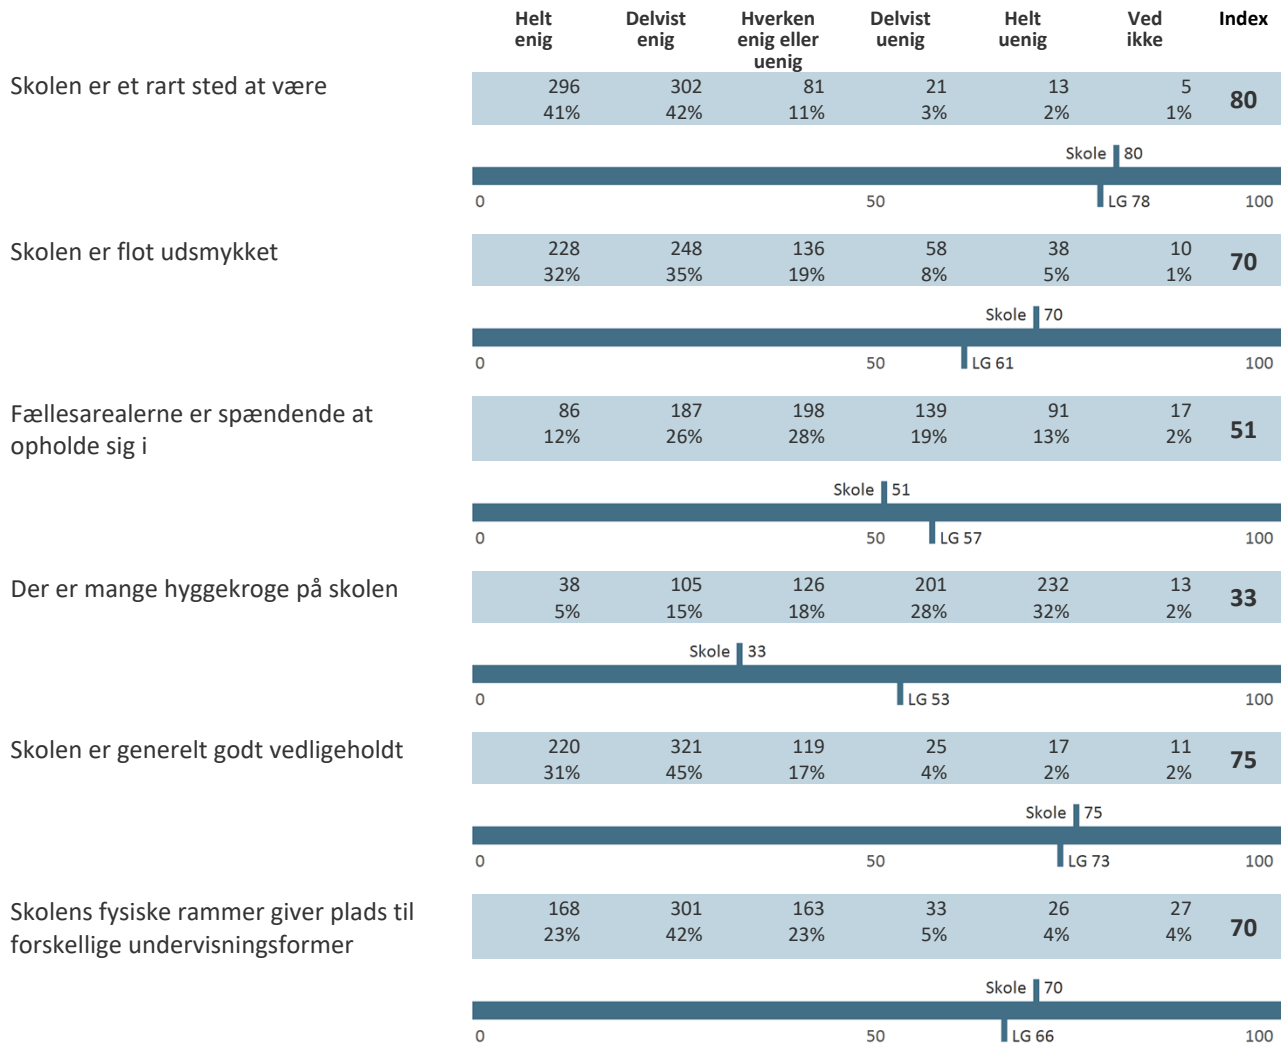 Helt enig Delvist enig Hverken enig eller uenig Delvist uenig Helt uenig Ved ikke Index
Skolen er et rart sted at være 296 302 81 21 13 5 80
41% 42% 11% 3% 2% 1%
Skole 80
0 50 LG 78 100
Skolen er flot udsmykket 228 248 136 58 38 10 70
32% 35% 19% 8% 5% 1%
Skole 70
0 50 LG 61 100
Fællesarealerne er spændende at 86 187 198 139 91 17 51
opholde sig i 12% 26% 28% 19% 13% 2%
Skole 51
0 50 LG 57 100
Der er mange hyggekroge på skolen 38 105 126 201 232 13 33
5% 15% 18% 28% 32% 2%
Skole 33
0 LG 53 100
Skolen er generelt godt vedligeholdt 220 321 119 25 17 11 75
31% 45% 17% 4% 2% 2%
Skole 75
0 50 LG 73 100
Skolens fysiske rammer giver plads til 168 301 163 33 26 27 70
forskellige undervisningsformer 23% 42% 23% 5% 4% 4%
Skole 70
0 50 LG 66 100